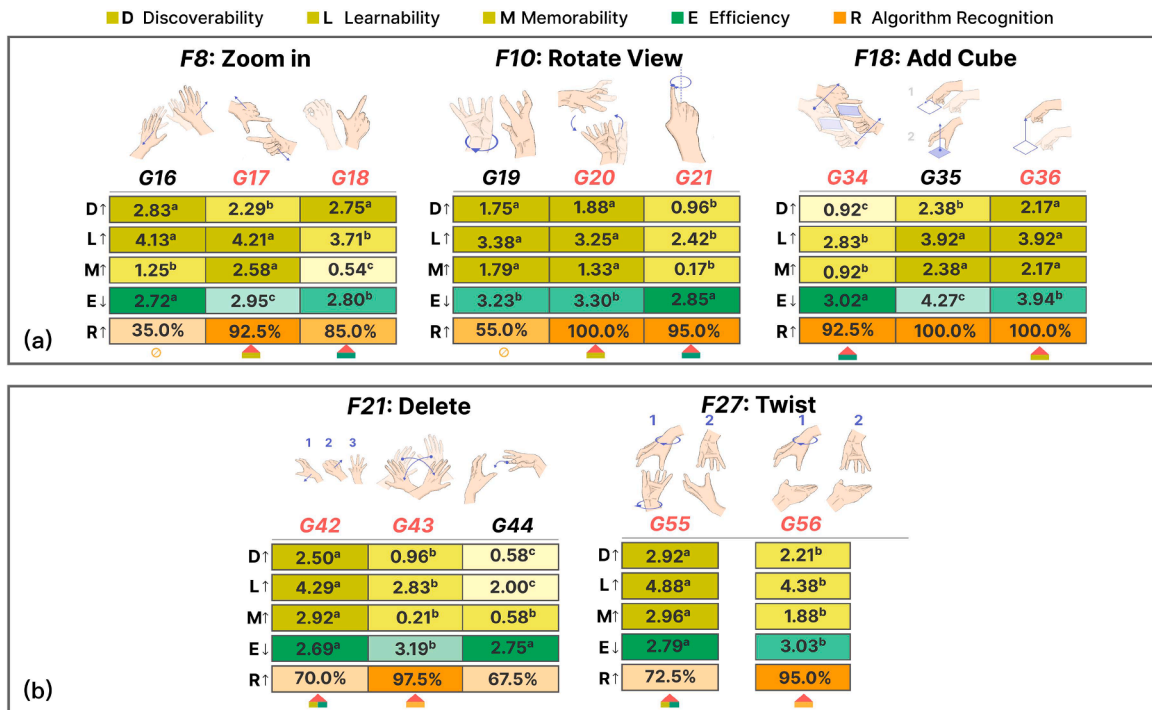 D Discoverability L Learnability M Memorability E Efficiency R Algorithm Recognition
F8: Zoom in F10: Rotate View F18: Add Cube
1
2
G16 G17 G18 G19 G20 G21 G34 G35 G36
D↑ 2.83ᵃ 2.29ᵇ 2.75ᵃ D↑ 1.75ᵃ 1.88ᵃ 0.96ᵇ D↑ 0.92ᶜ 2.38ᵇ 2.17ᵃ
L↑ 4.13ᵃ 4.21ᵃ 3.71ᵇ L↑ 3.38ᵃ 3.25ᵃ 2.42ᵇ L↑ 2.83ᵇ 3.92ᵃ 3.92ᵃ
M↑ 1.25ᵇ 2.58ᵃ 0.54ᶜ M↑ 1.79ᵃ 1.33ᵃ 0.17ᵇ M↑ 0.92ᵇ 2.38ᵃ 2.17ᵃ
E↓ 2.72ᵃ 2.95ᶜ 2.80ᵇ E↓ 3.23ᵇ 3.30ᵇ 2.85ᵃ E↓ 3.02ᵃ 4.27ᶜ 3.94ᵇ
(a) R↑ 35.0% 92.5% 85.0% R↑ 55.0% 100.0% 95.0% R↑ 92.5% 100.0% 100.0%
F21: Delete F27: Twist
1 2 1 2
1 2 3
G42 G43 G44 G55 G56
D↑ 2.50ᵃ 0.96ᵇ 0.58ᶜ D↑ 2.92ᵃ 2.21ᵇ
L↑ 4.29ᵃ 2.83ᵇ 2.00ᶜ L↑ 4.88ᵃ 4.38ᵇ
M↑ 2.92ᵃ 0.21ᵇ 0.58ᵇ M↑ 2.96ᵃ 1.88ᵇ
E↓ 2.69ᵃ 3.19ᵇ 2.75ᵃ E↓ 2.79ᵃ 3.03ᵇ
(b) R↑ 70.0% 97.5% 67.5% R↑ 72.5% 95.0%